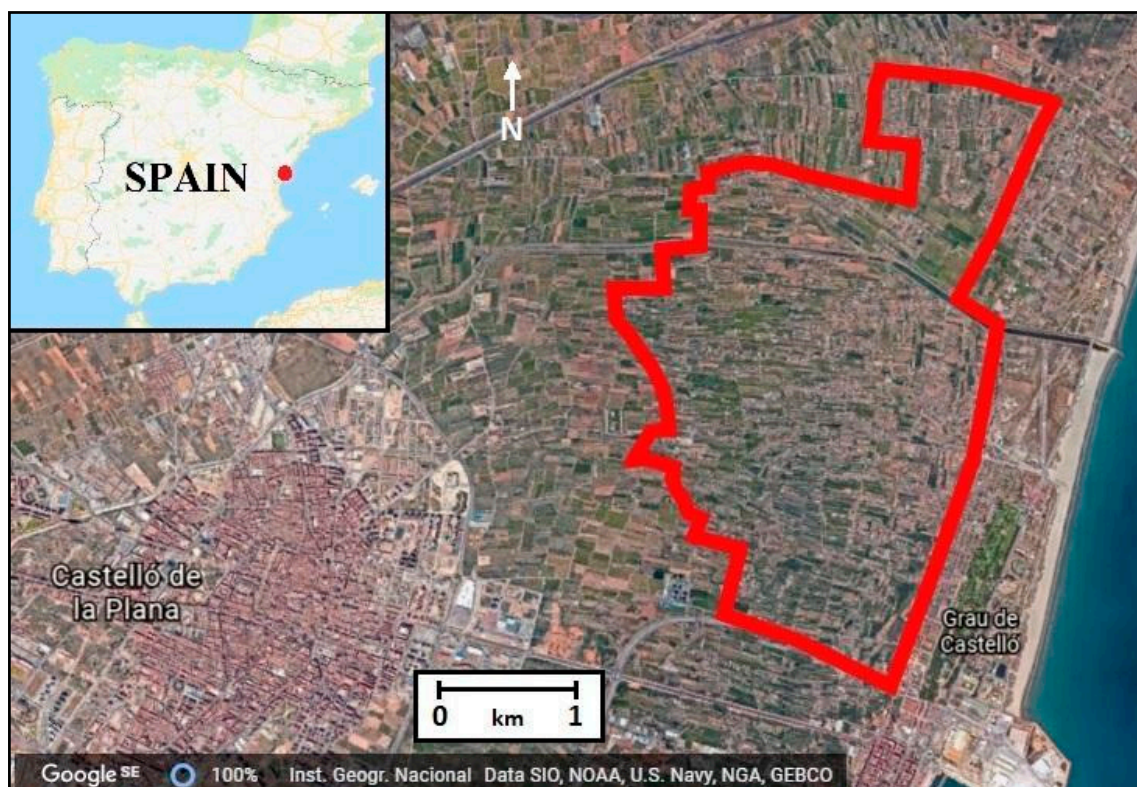 SPAIN
N
Castelló de
la Plana
Grau de
Castelló
0 km 1
Google SE 100% Inst. Geogr. Nacional Data SIO, NOAA, U.S. Navy, NGA, GEBCO